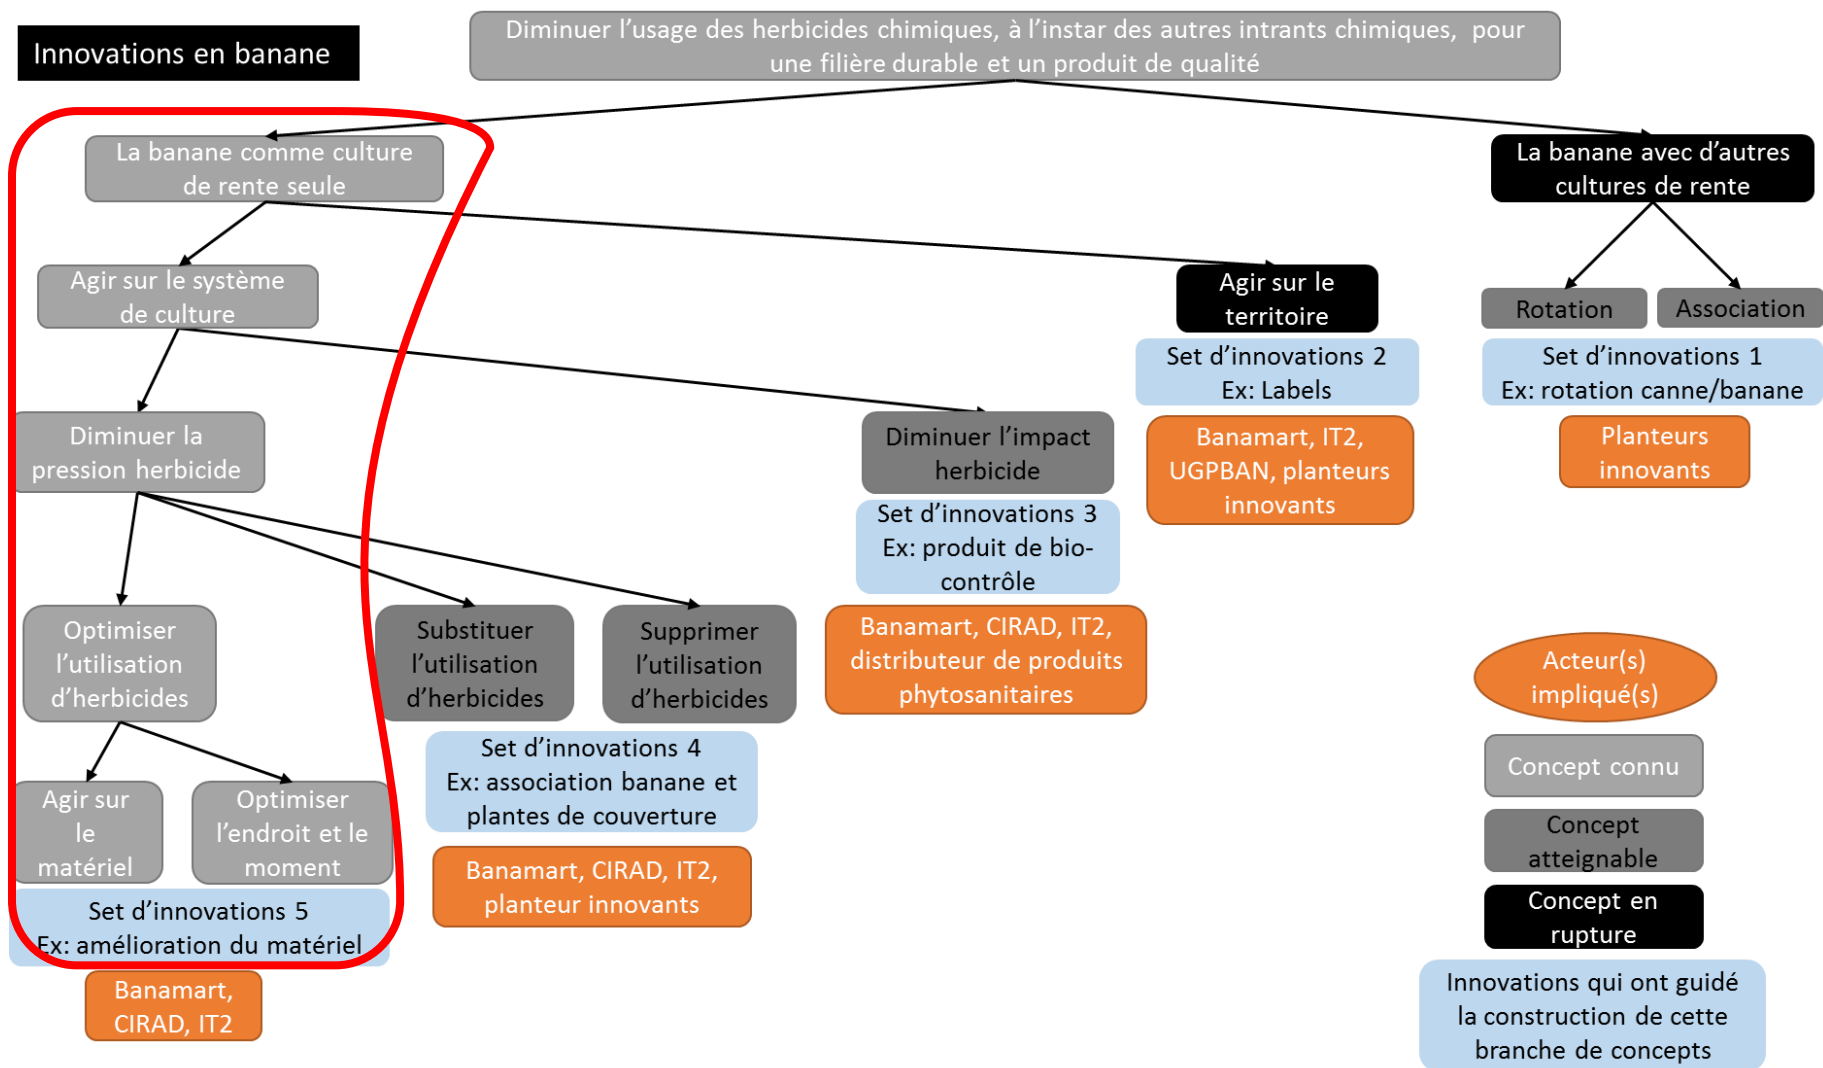 Innovations en banane
Diminuer l'usage des herbicides chimiques, à l'instar des autres intrants chimiques, pour
une filière durable et un produit de qualité
La banane comme culture
de rente seule
La banane avec d'autres
cultures de rente
Agir sur le système
de culture
Agir sur le
territoire
Rotation
Association
Set d'innovations 2
Ex: Labels
Set d'innovations 1
Ex: rotation canne/banane
Diminuer la
pression herbicide
Diminuer l'impact
herbicide
Banamart, IT2,
UGPBAN, planteurs
innovants
Planteurs
innovants
Set d'innovations 3
Ex: produit de bio-
contrôle
Optimiser
l'utilisation
d'herbicides
Substituer
l'utilisation
d'herbicides
Supprimer
l'utilisation
d'herbicides
Banamart, CIRAD, IT2,
distributeur de produits
phytosanitaires
Acteur(s)
impliqué(s)
Set d'innovations 4
Ex: association banane et
plantes de couverture
Concept connu
Agir sur
le
matériel
Optimiser
l'endroit et le
moment
Concept
atteignable
Banamart, CIRAD, IT2,
planteur innovants
Set d'innovations 5
Ex: amélioration du matériel
Concept en
rupture
Banamart,
CIRAD, IT2
Innovations qui ont guidé
la construction de cette
branche de concepts